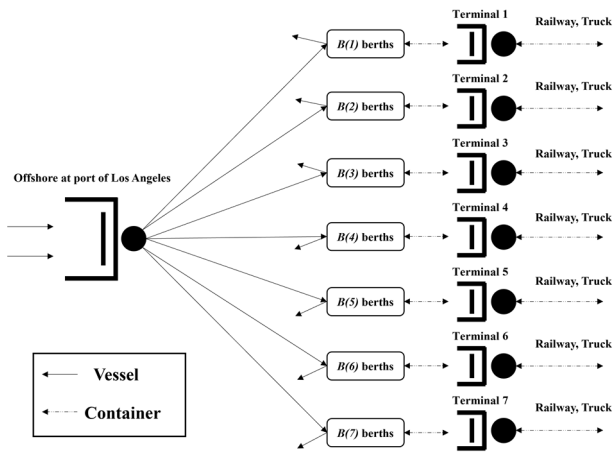 Terminal 1
Railway, Truck
B(1) berths
Terminal 2
Railway, Truck
B(2) berths
Terminal 3
Railway, Truck
B(3) berths
Offshore at port of Los Angeles
Terminal 4
Railway, Truck
B(4) berths
Terminal 5
Railway, Truck
B(5) berths
Terminal 6
Railway, Truck
B(6) berths
Vessel
Terminal 7
Railway, Truck
Container
B(7) berths